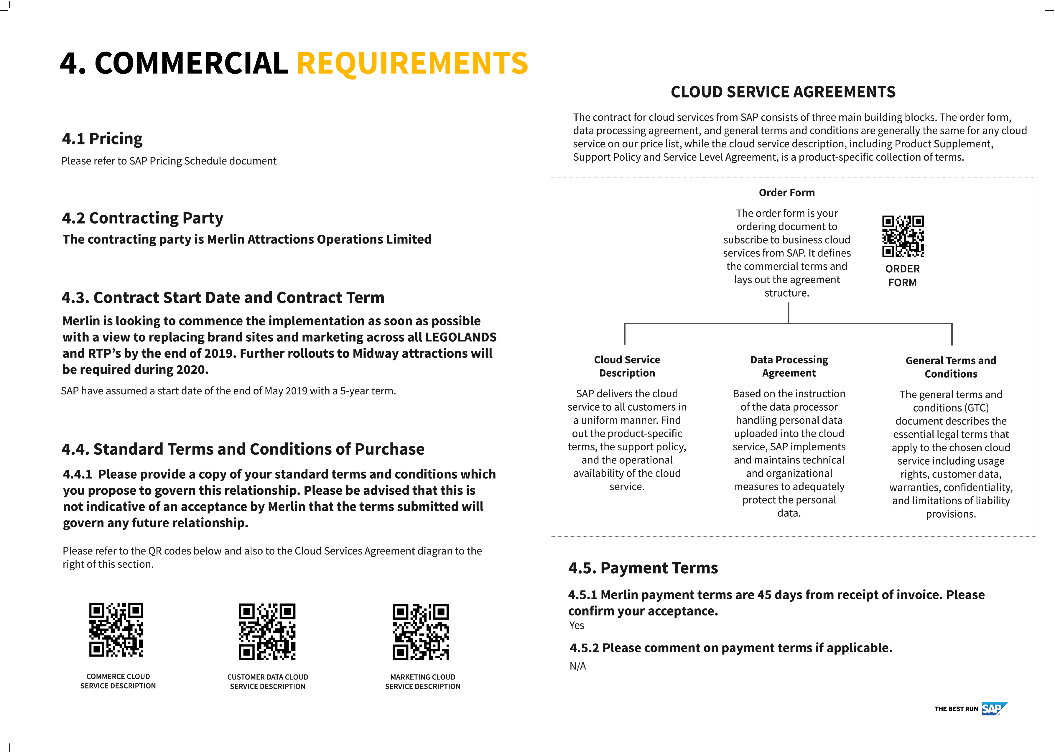 4. COMMERCIAL REQUIREMENTS
4.1 Pricing
Please refer to SAP Pricing Schedule document
4.2 Contracting Party
The contracting party is Merlin Attractions Operations Limited
4.3. Contract Start Date and Contract Term
Merlin is looking to commence the implementation as soon as possible
with a view to replacing brand sites and marketing across all LEGOLANDS
and RTP's by the end of 2019. Further rollouts to Midway attractions will
be required during 2020.
SAP have assumed a start date of the end of May 2019 with a 5-year term.
4.4. Standard Terms and Conditions of Purchase
4.4.1 Please provide a copy of your standard terms and conditions which
you propose to govern this relationship. Please be advised that this is
not indicative of an acceptance by Merlin that the terms submitted will
govern any future relationship.
Please refer to the QR codes below and also to the Cloud Services Agreement diagran to the
right of this section.
COMMERCE CLOUD
SERVICE DESCRIPTION
CUSTOMER DATA CLOUD
SERVICE DESCRIPTION
MARKETING CLOUD
SERVICE DESCRIPTION
CLOUD SERVICE AGREEMENTS
The contract for cloud services from SAP consists of three main building blocks. The order form,
data processing agreement, and general terms and conditions are generally the same for any cloud
service on our price list, while the cloud service description, including Product Supplement,
Support Policy and Service Level Agreement, is a product-specific collection of terms.
Order Form
The order form is your
ordering document to
subscribe to business cloud
services from SAP. It defines
the commercial terms and
lays out the agreement
structure.
ORDER
FORM
Cloud Service
Description
SAP delivers the cloud
service to all customers in
a uniform manner. Find
out the product-specific
terms, the support policy,
and the operational
availability of the cloud
service.
Data Processing
Agreement
Based on the instruction
of the data processor
handling personal data
uploaded into the cloud
service, SAP implements
and maintains technical
and organizational
measures to adequately
protect the personal
data.
General Terms and
Conditions
The general terms and
conditions (GTC)
document describes the
essential legal terms that
apply to the chosen cloud
service including usage
rights, customer data,
warranties, confidentiality,
and limitations of liability
provisions.
4.5. Payment Terms
4.5.1 Merlin payment terms are 45 days from receipt of invoice. Please
confirm your acceptance.
Yes
4.5.2 Please comment on payment terms if applicable.
N/A
THE BEST RUN SAP